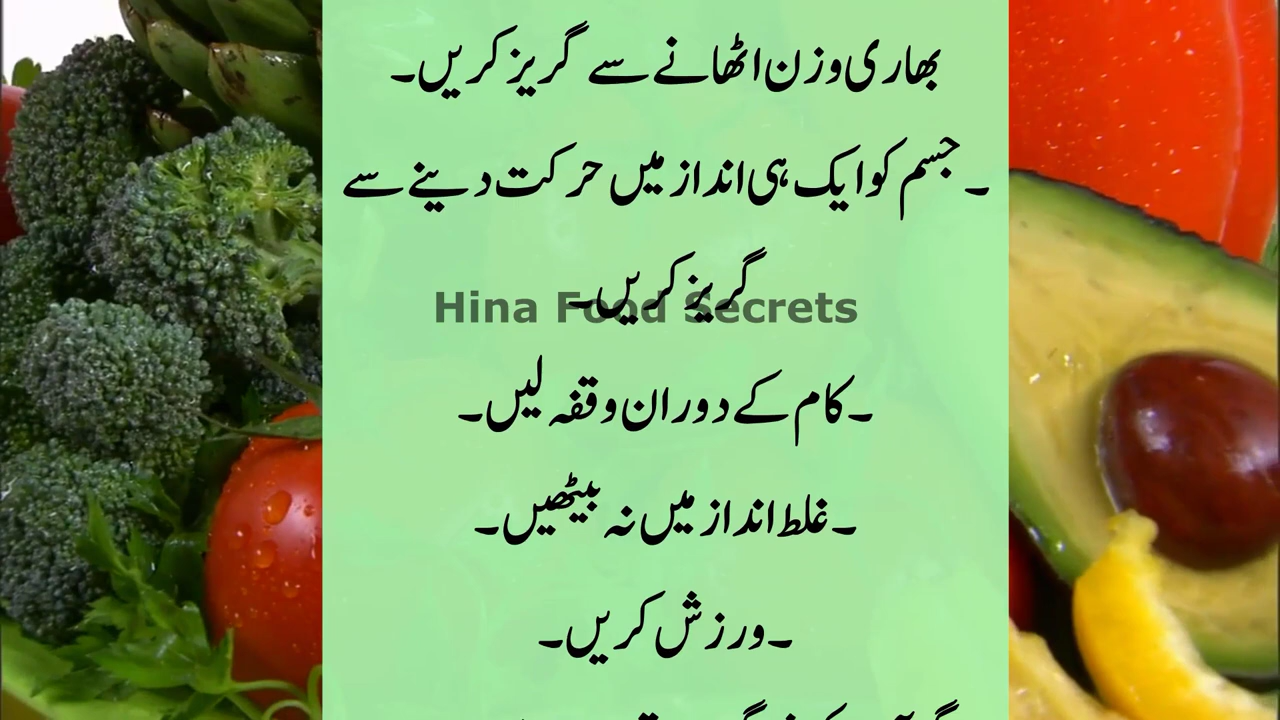 بھاری وزن اٹھانے سے گریز کریں۔
۔جسم کو ایک ہی انداز میں حرکت دینے سے
گریز کریں۔
Hina Food Secrets
۔کام کے دوران وقفہ لیں۔
۔غلط انداز میں نہ بیٹھیں۔
۔ورزش کریں۔